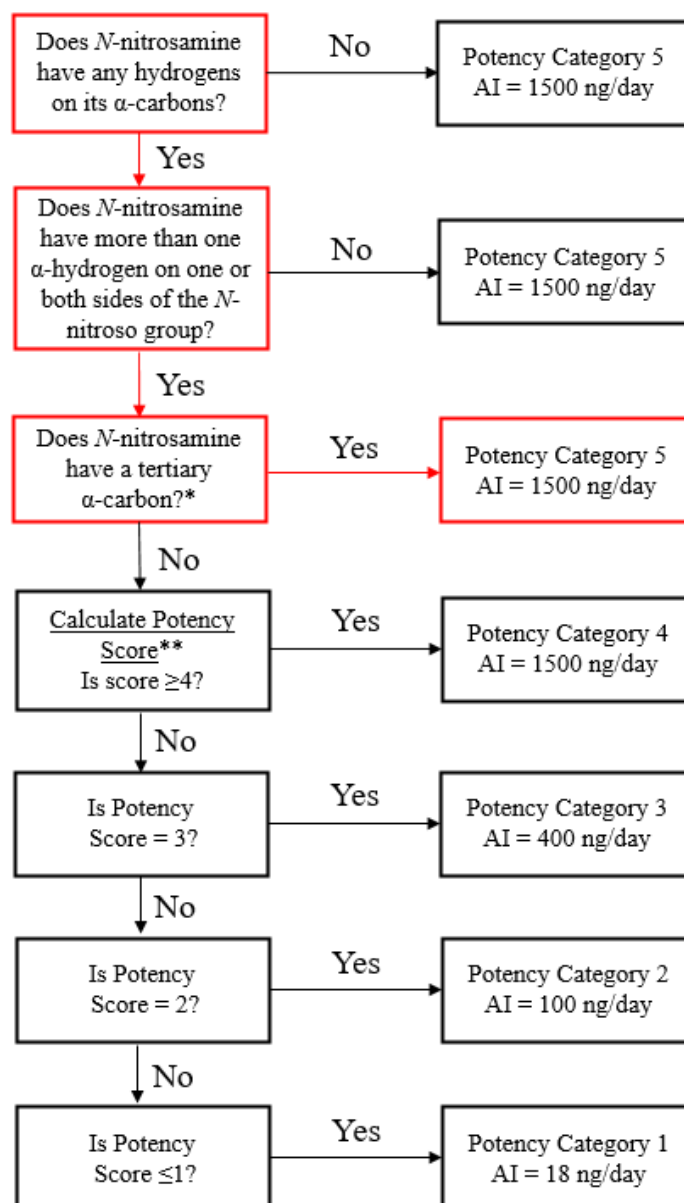 Does N-nitrosamine
have any hydrogens
on its α-carbons?
No
Potency Category 5
AI = 1500 ng/day
Yes
Does N-nitrosamine
have more than one
α-hydrogen on one or
both sides of the N-
nitroso group?
No
Potency Category 5
AI = 1500 ng/day
Yes
Does N-nitrosamine
have a tertiary
α-carbon?*
Yes
Potency Category 5
AI = 1500 ng/day
No
Calculate Potency
Score**
Is score ≥4?
Yes
Potency Category 4
AI = 1500 ng/day
No
Is Potency
Score = 3?
Yes
Potency Category 3
AI = 400 ng/day
No
Is Potency
Score = 2?
Yes
Potency Category 2
AI = 100 ng/day
No
Is Potency
Score ≤1?
Yes
Potency Category 1
AI = 18 ng/day